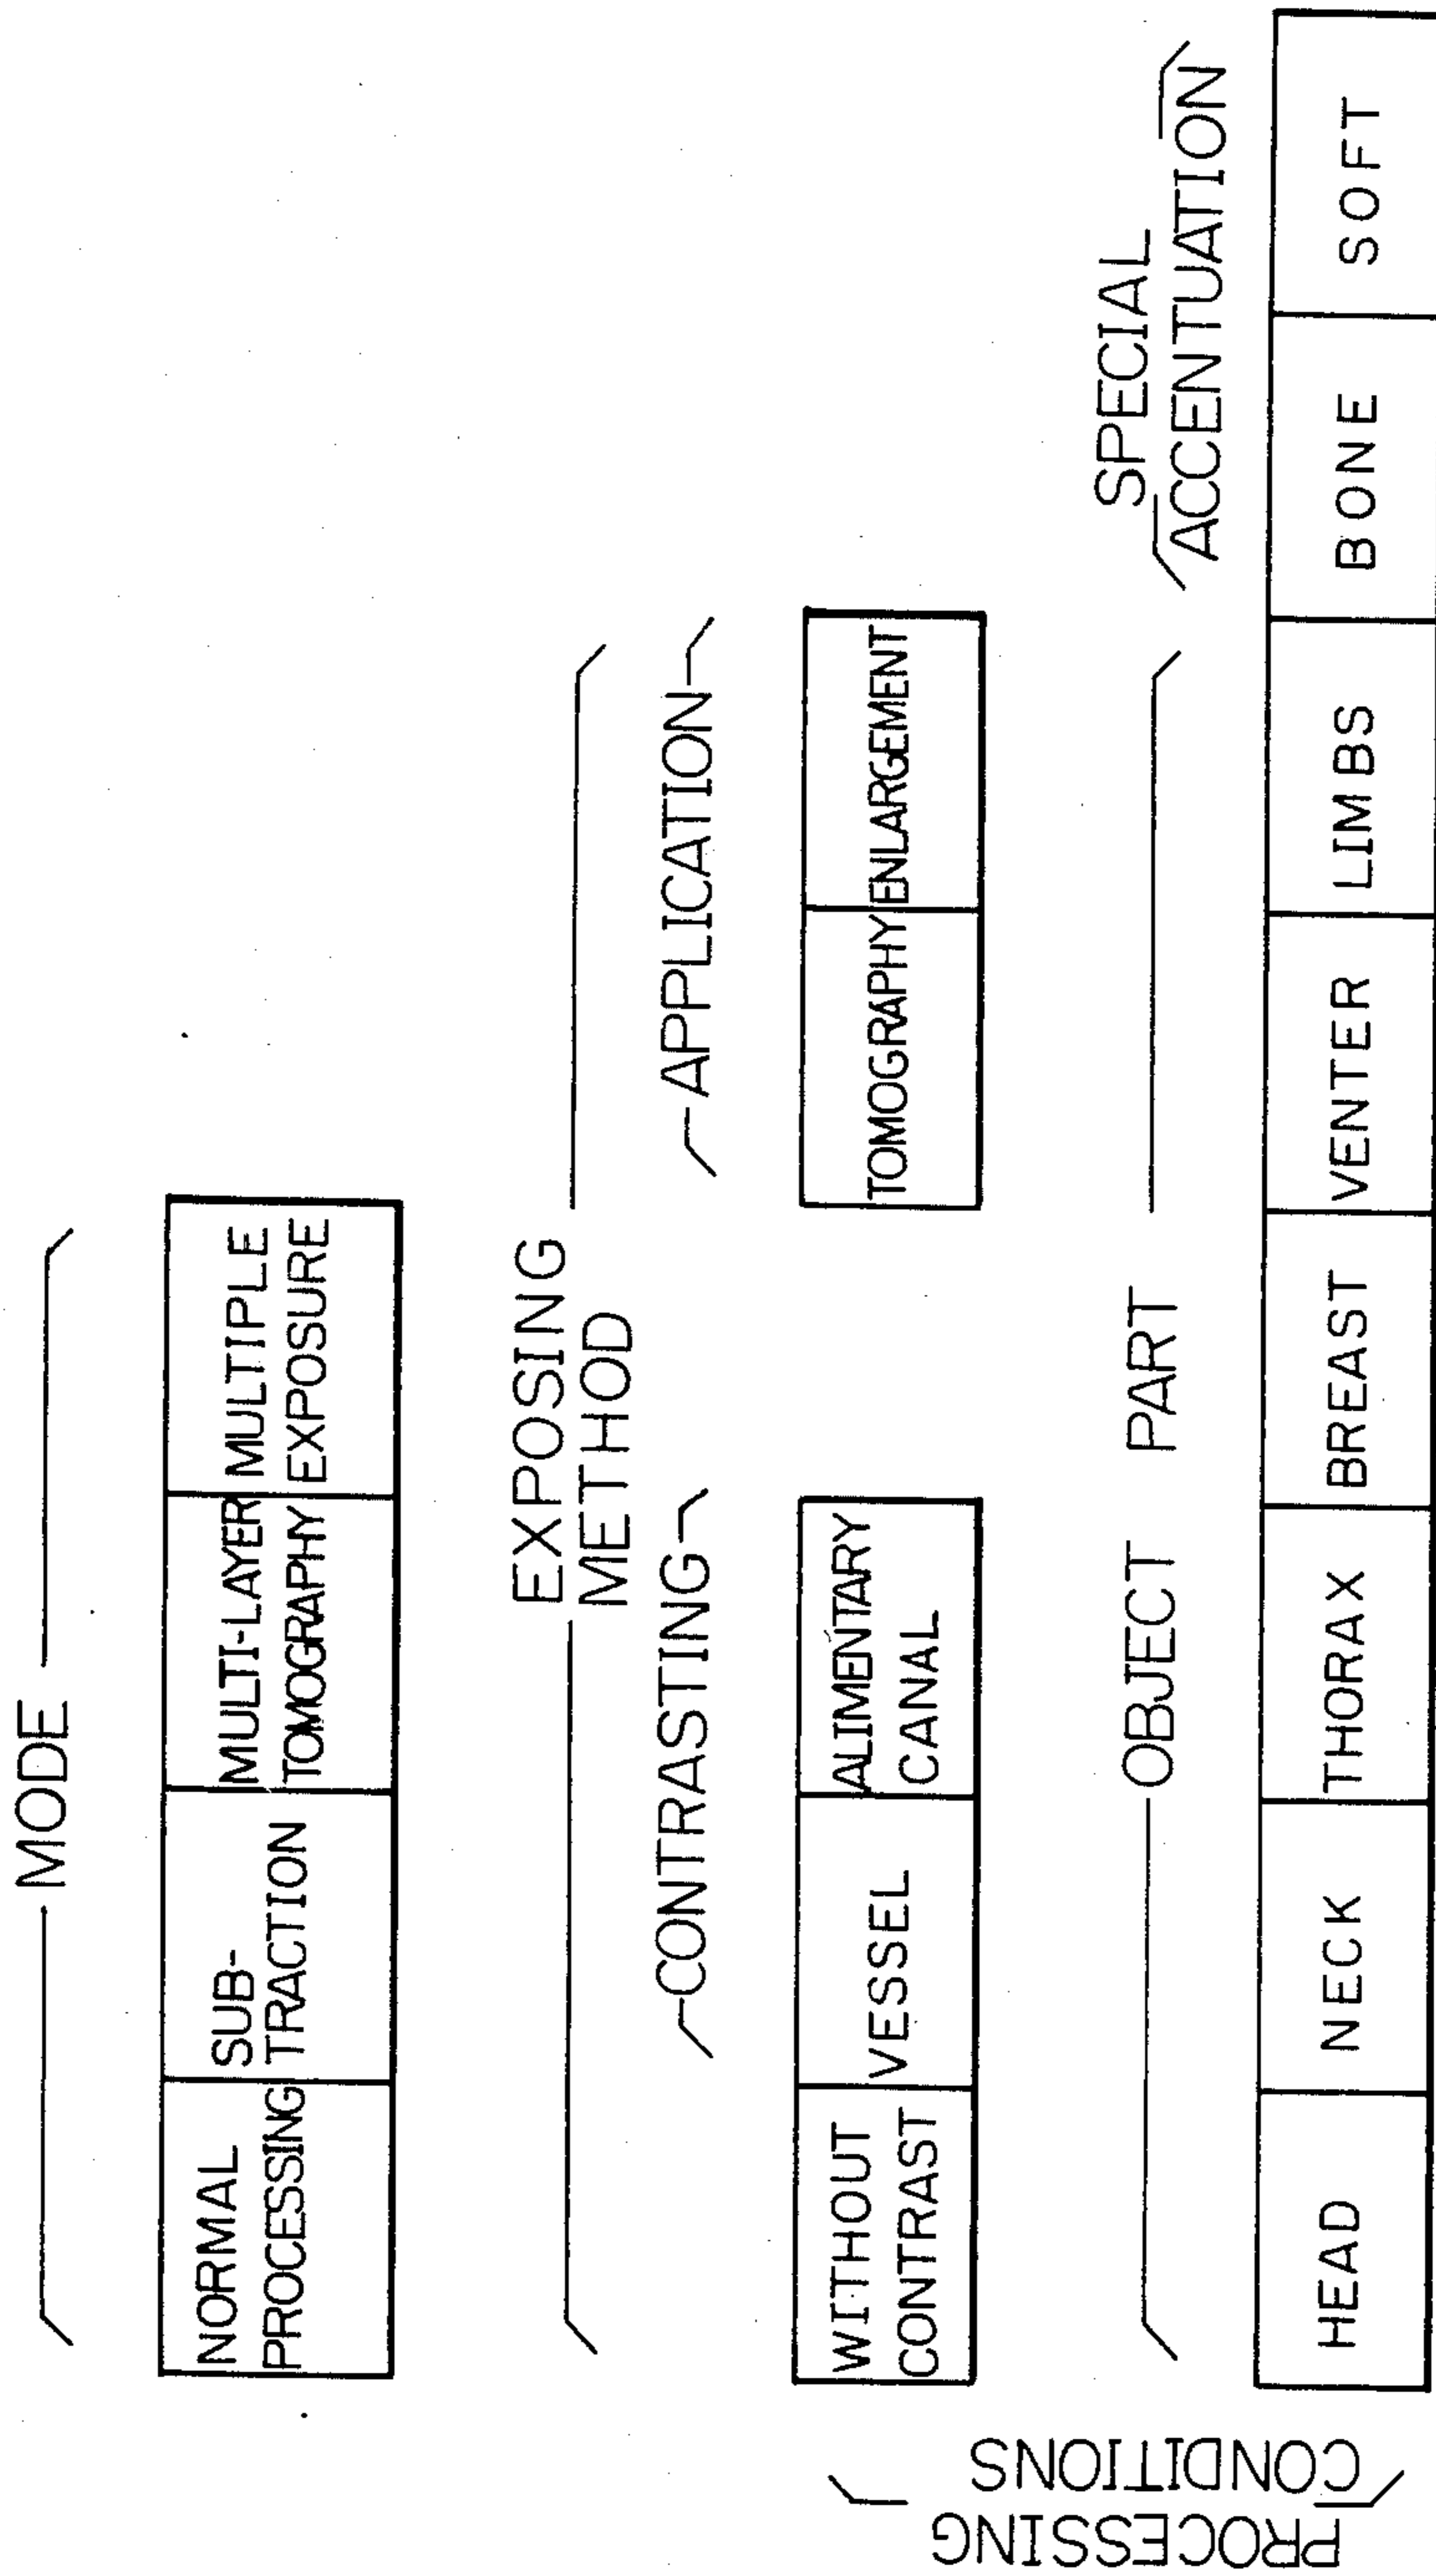 MODE
NORMAL
PROCESSING
SUB-
TRACTION
MULTI-LAYER
TOMOGRAPHY
MULTIPLE
EXPOSURE
EXPOSING
METHOD
CONTRASTING
APPLICATION
WITHOUT
CONTRAST
VESSEL
ALIMENTARY
CANAL
TOMOGRAPHY
ENLARGEMENT
PROCESSING
CONDITIONS
OBJECT PART
SPECIAL
ACCENTUATION
HEAD
NECK
THORAX
BREAST
VENTER
LIMBS
BONE
SOFT